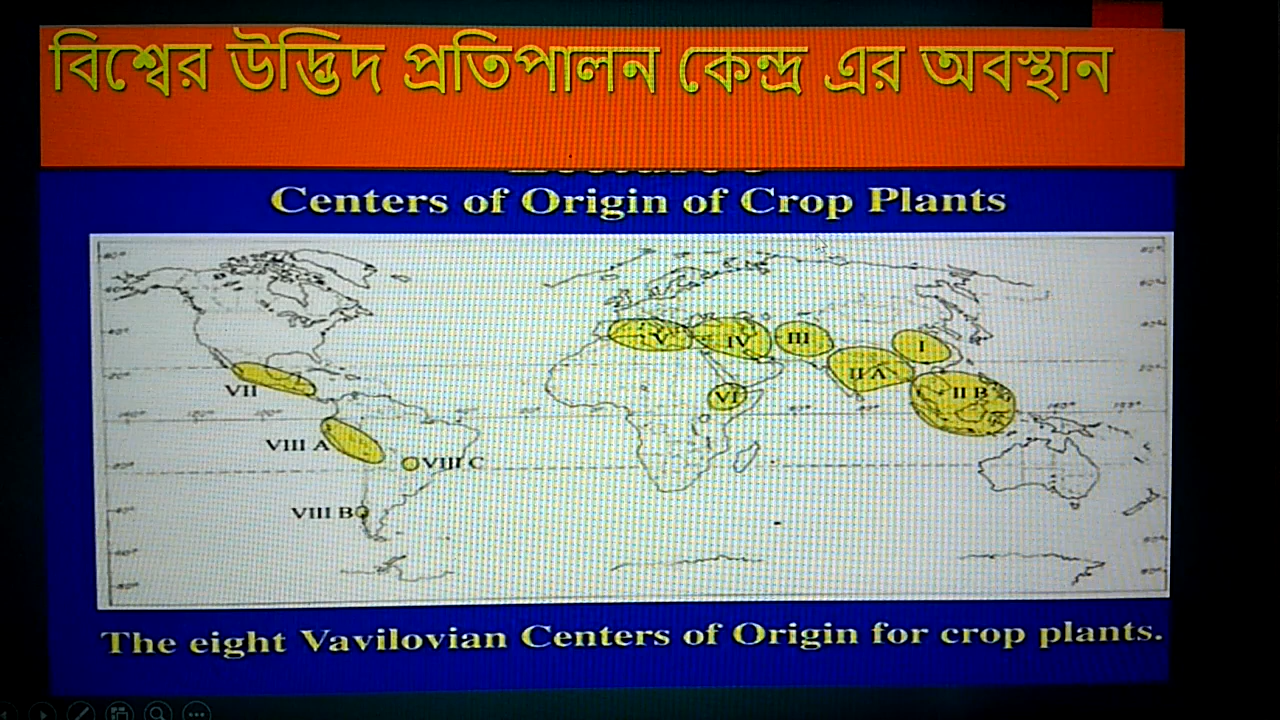 বিশ্বের উদ্ভিদ প্রতিপালন কেন্দ্র এর অবস্থান
Centers of Origin of Crop Plants
V
IV
III
I
II A
II B
VI
VII
VIII A
VIII C
VIII B
The eight Vavilovian Centers of Origin for crop plants.